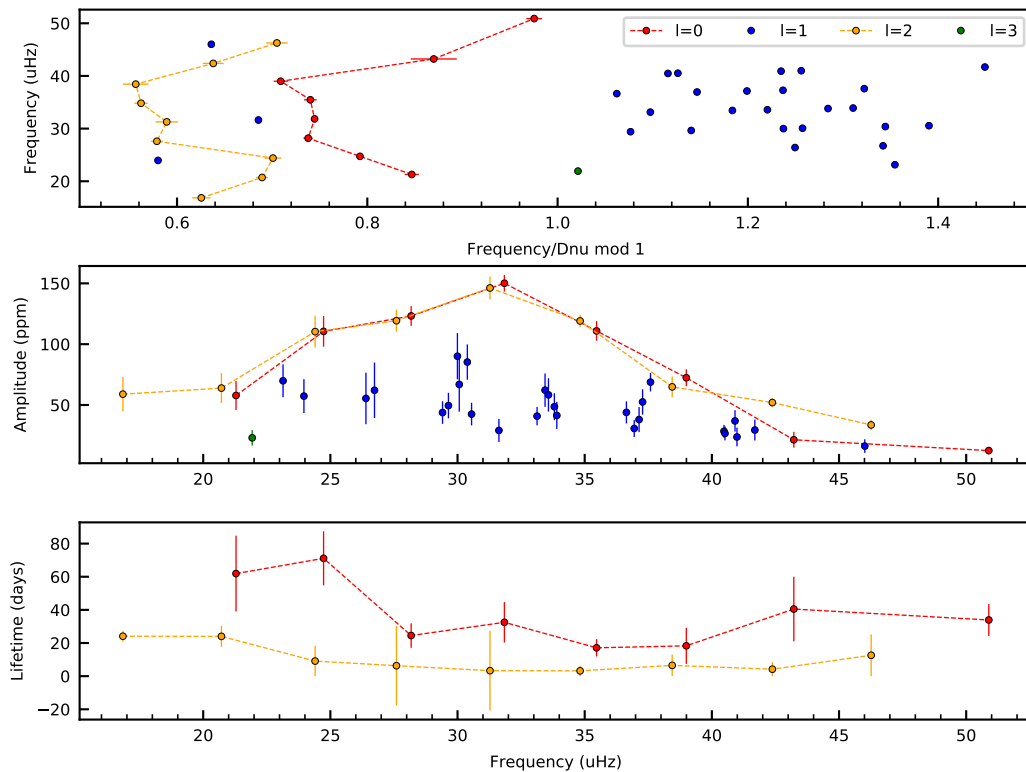 Frequency (uHz)
50
40
30
20
l=0 l=1 l=2 l=3
0.6 0.8 1.0 1.2 1.4
Frequency/Dnu mod 1
Amplitude (ppm)
150
100
50
20 25 30 35 40 45 50
Lifetime (days)
80
60
40
20
0
−20
20 25 30 35 40 45 50
Frequency (uHz)